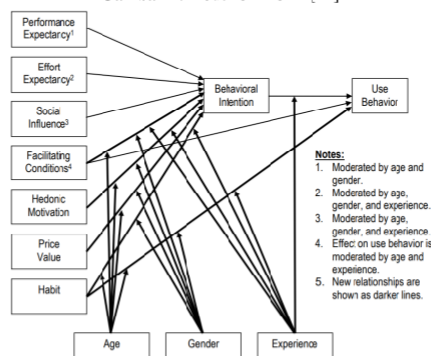 Performance
Expectancy1
Effort
Expectancy2
Social
Influence3
Facilitating
Conditions4
Hedonic
Motivation
Price
Value
Habit
Behavioral
Intention
Use
Behavior
Notes:
1. Moderated by age and
gender.
2. Moderated by age,
gender, and experience.
3. Moderated by age,
gender, and experience.
4. Effect on use behavior is
moderated by age and
experience.
5. New relationships are
shown as darker lines.
Age
Gender
Experience